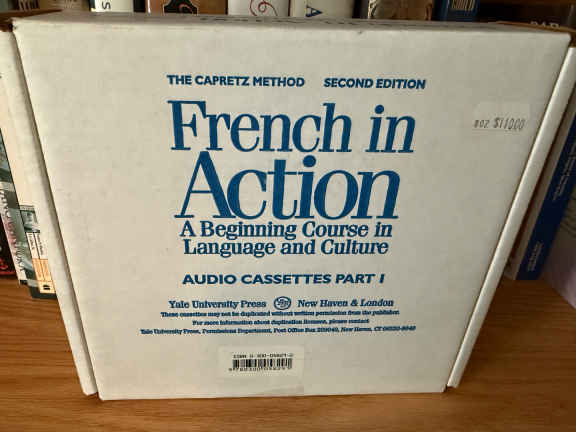 THE CAPRETZ METHOD SECOND EDITION
$110.00
French in
Action
A Beginning Course in
Language and Culture
AUDIO CASSETTES PART I
Yale University Press New Haven & London
These cassettes may not be duplicated without written permission from the publisher.
For more information about duplication licenses, please contact
Yale University Press, Permissions Department, Post Office Box 209040, New Haven, CT 06520-9040